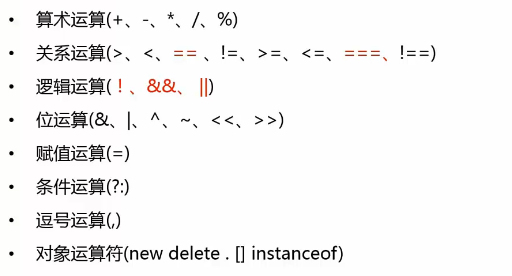 • 算术运算(+、-、*、/、%)
• 关系运算(>、<、== 、!=、>=、<=、===、!==)
• 逻辑运算( ! 、&&、 ||)
• 位运算(&、|、^、~、<<、>>)
• 赋值运算(=)
• 条件运算(?:)
• 逗号运算(,)
• 对象运算符(new delete . [] instanceof)